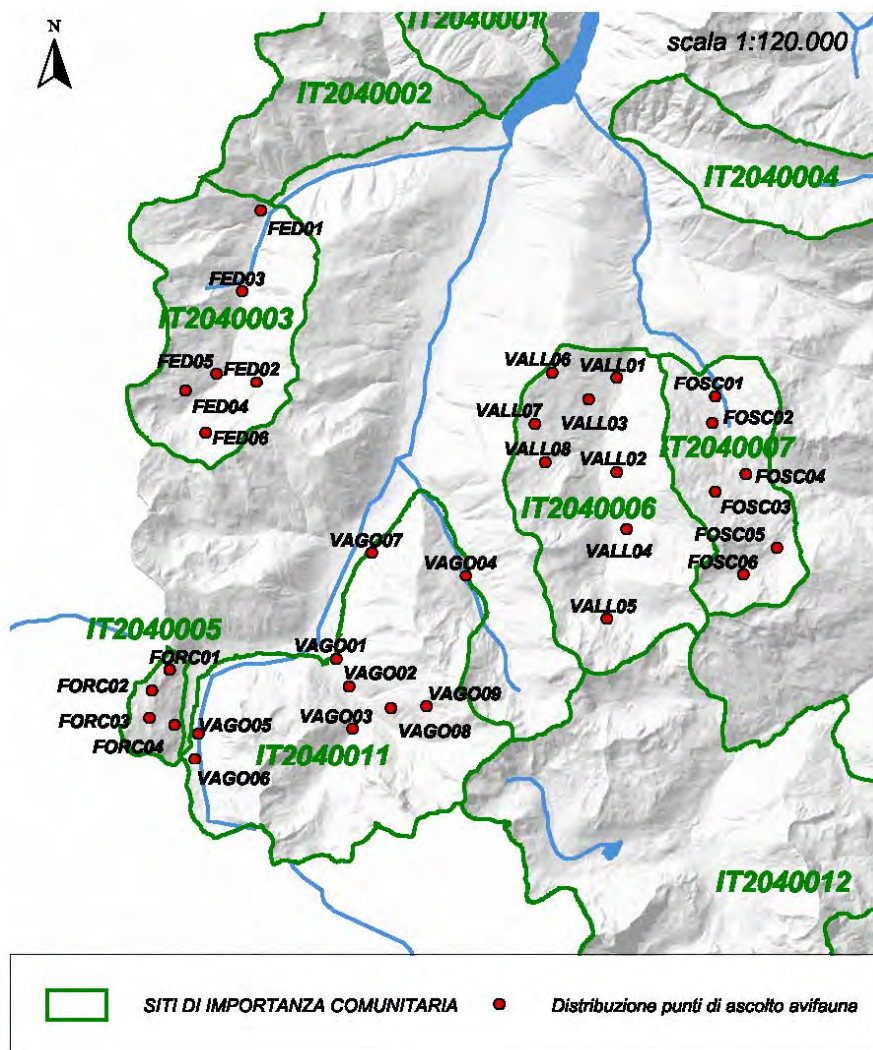 IT2040001
N
scala 1:120.000
IT2040002
IT2040004
FED01
FED03
IT2040003
FED05
FED02
FED04
FED06
VALL06
VALL01
FOSC01
VALL07
VALL03
FOSC02
IT2040007
VALL08
VALL02
FOSC04
FOSC03
IT2040006
VALL04
FOSC05
FOSC06
VAGO07
VAGO04
VALL05
IT2040005
FORC01
VAGO01
FORC02
VAGO02
VAGO09
FORC03
VAGO05
VAGO03
VAGO08
FORC04
IT2040011
VAGO06
IT2040012
SITI DI IMPORTANZA COMUNITARIA
Distribuzione punti di ascolto avifauna